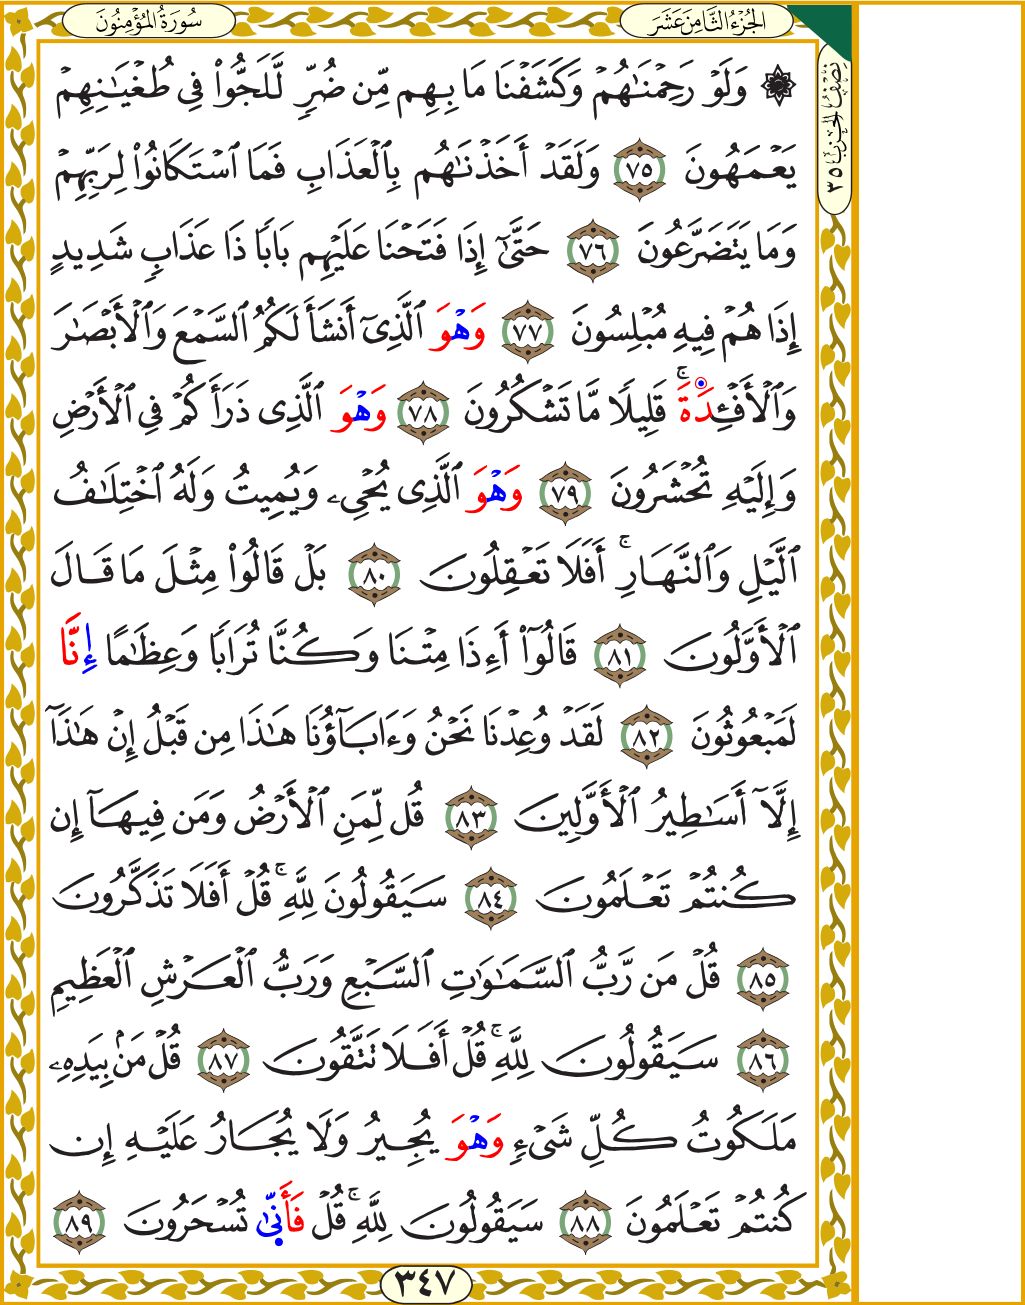 سُورَةُ المُؤْمِنُونَ
الجُزْءُ الثَّامِنَ عَشَرَ
نِصْفُ الحِزْبِ ٣٥
۞ وَلَوْ رَحِمْنَٰهُمْ وَكَشَفْنَا مَا بِهِم مِّن ضُرٍّ لَّلَجُّوا۟ فِى طُغْيَٰنِهِمْ
يَعْمَهُونَ ٧٥ وَلَقَدْ أَخَذْنَٰهُم بِٱلْعَذَابِ فَمَا ٱسْتَكَانُوا۟ لِرَبِّهِمْ
وَمَا يَتَضَرَّعُونَ ٧٦ حَتَّىٰٓ إِذَا فَتَحْنَا عَلَيْهِم بَابًا ذَا عَذَابٍ شَدِيدٍ
إِذَا هُمْ فِيهِ مُبْلِسُونَ ٧٧ وَهْوَ ٱلَّذِىٓ أَنشَأَ لَكُمُ ٱلسَّمْعَ وَٱلْأَبْصَٰرَ
وَٱلْأَفْـِٔدَةَ ۚ قَلِيلًا مَّا تَشْكُرُونَ ٧٨ وَهْوَ ٱلَّذِى ذَرَأَكُمْ فِى ٱلْأَرْضِ
وَإِلَيْهِ تُحْشَرُونَ ٧٩ وَهْوَ ٱلَّذِى يُحْىِۦ وَيُمِيتُ وَلَهُ ٱخْتِلَٰفُ
ٱلَّيْلِ وَٱلنَّهَارِ ۚ أَفَلَا تَعْقِلُونَ ٨٠ بَلْ قَالُوا۟ مِثْلَ مَا قَالَ
ٱلْأَوَّلُونَ ٨١ قَالُوٓا۟ أَءِذَا مِتْنَا وَكُنَّا تُرَابًا وَعِظَٰمًا إِنَّا
لَمَبْعُوثُونَ ٨٢ لَقَدْ وُعِدْنَا نَحْنُ وَءَابَآؤُنَا هَٰذَا مِن قَبْلُ إِنْ هَٰذَآ
إِلَّآ أَسَٰطِيرُ ٱلْأَوَّلِينَ ٨٣ قُل لِّمَنِ ٱلْأَرْضُ وَمَن فِيهَآ إِن
كُنتُمْ تَعْلَمُونَ ٨٤ سَيَقُولُونَ لِلَّهِ ۚ قُلْ أَفَلَا تَذَّكَّرُونَ
٨٥ قُلْ مَن رَّبُّ ٱلسَّمَٰوَٰتِ ٱلسَّبْعِ وَرَبُّ ٱلْعَرْشِ ٱلْعَظِيمِ
٨٦ سَيَقُولُونَ لِلَّهِ ۚ قُلْ أَفَلَا تَتَّقُونَ ٨٧ قُلْ مَنۢ بِيَدِهِۦ
مَلَكُوتُ كُلِّ شَىْءٍ وَهْوَ يُجِيرُ وَلَا يُجَارُ عَلَيْهِ إِن
كُنتُمْ تَعْلَمُونَ ٨٨ سَيَقُولُونَ لِلَّهِ ۚ قُلْ فَأَنَّىٰ تُسْحَرُونَ ٨٩
٣٤٧